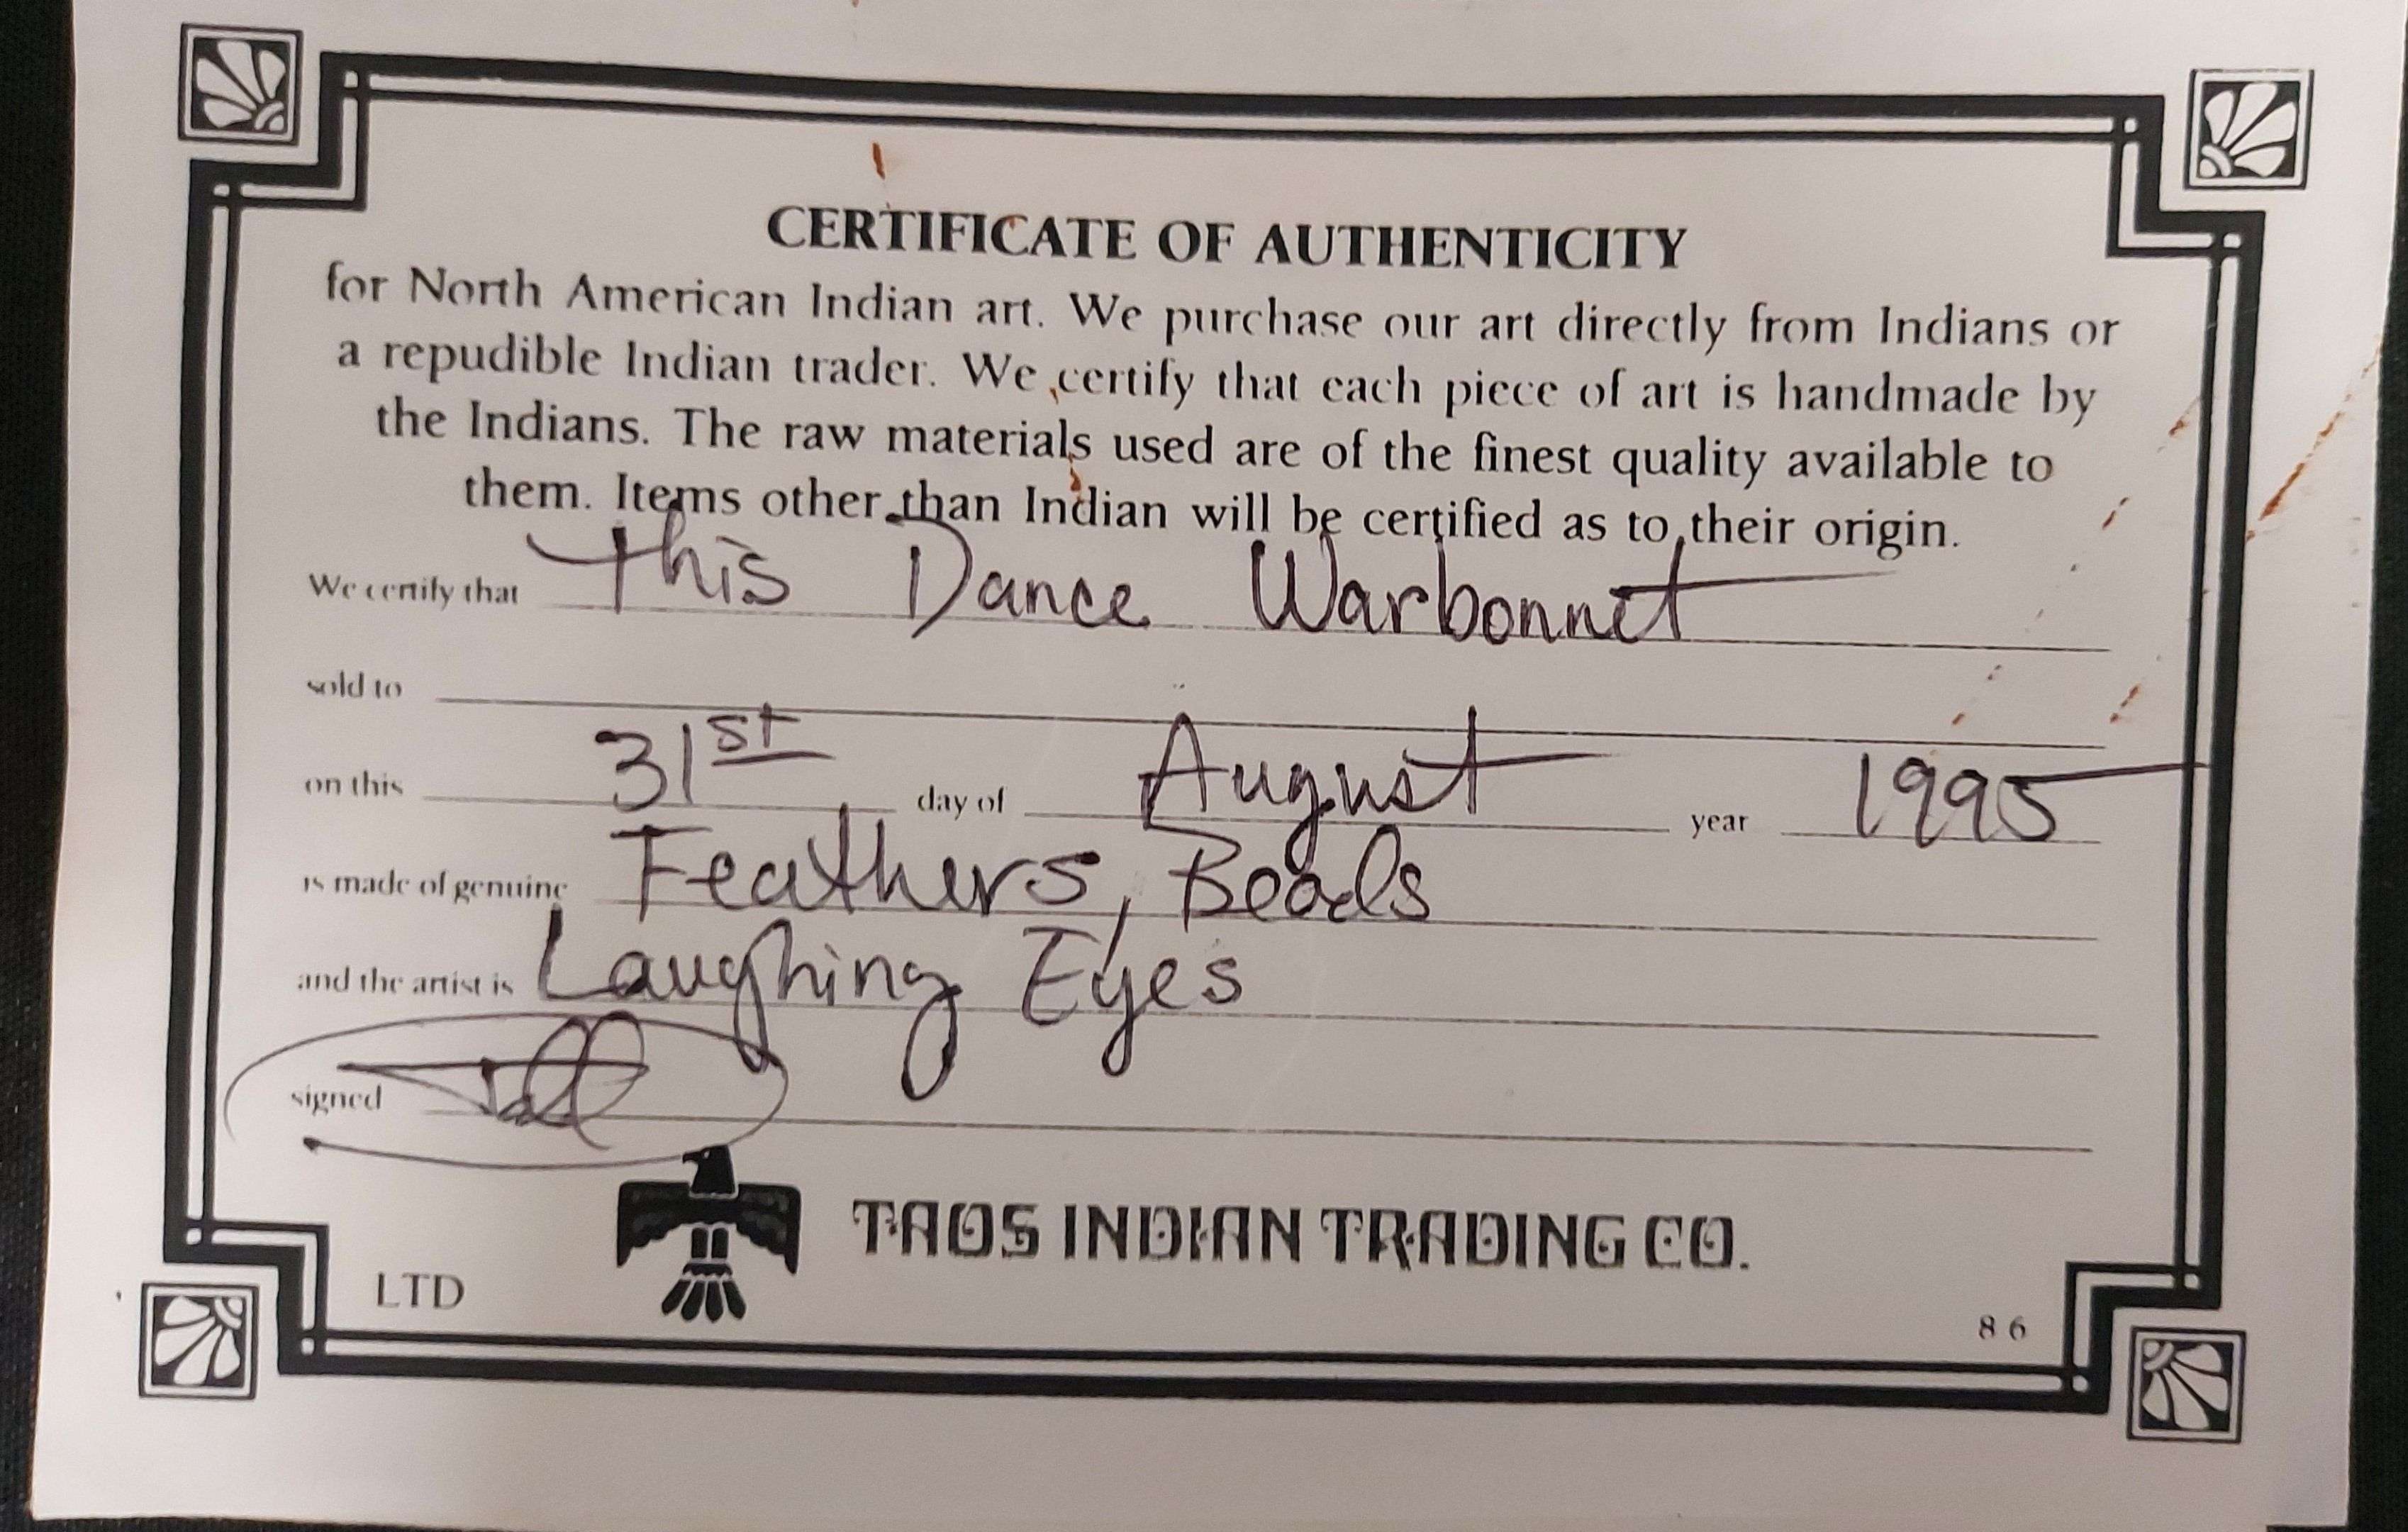 CERTIFICATE OF AUTHENTICITY
for North American Indian art. We purchase our art directly from Indians or
a repudible Indian trader. We certify that each piece of art is handmade by
the Indians. The raw materials used are of the finest quality available to
them. Items other than Indian will be certified as to their origin.
We certify that this Dance Warbonnet
sold to
on this 31st day of August year 1995
is made of genuine Feathers, Beads
and the artist is Laughing Eyes
signed
TAOS INDIAN TRADING CO.
LTD
86